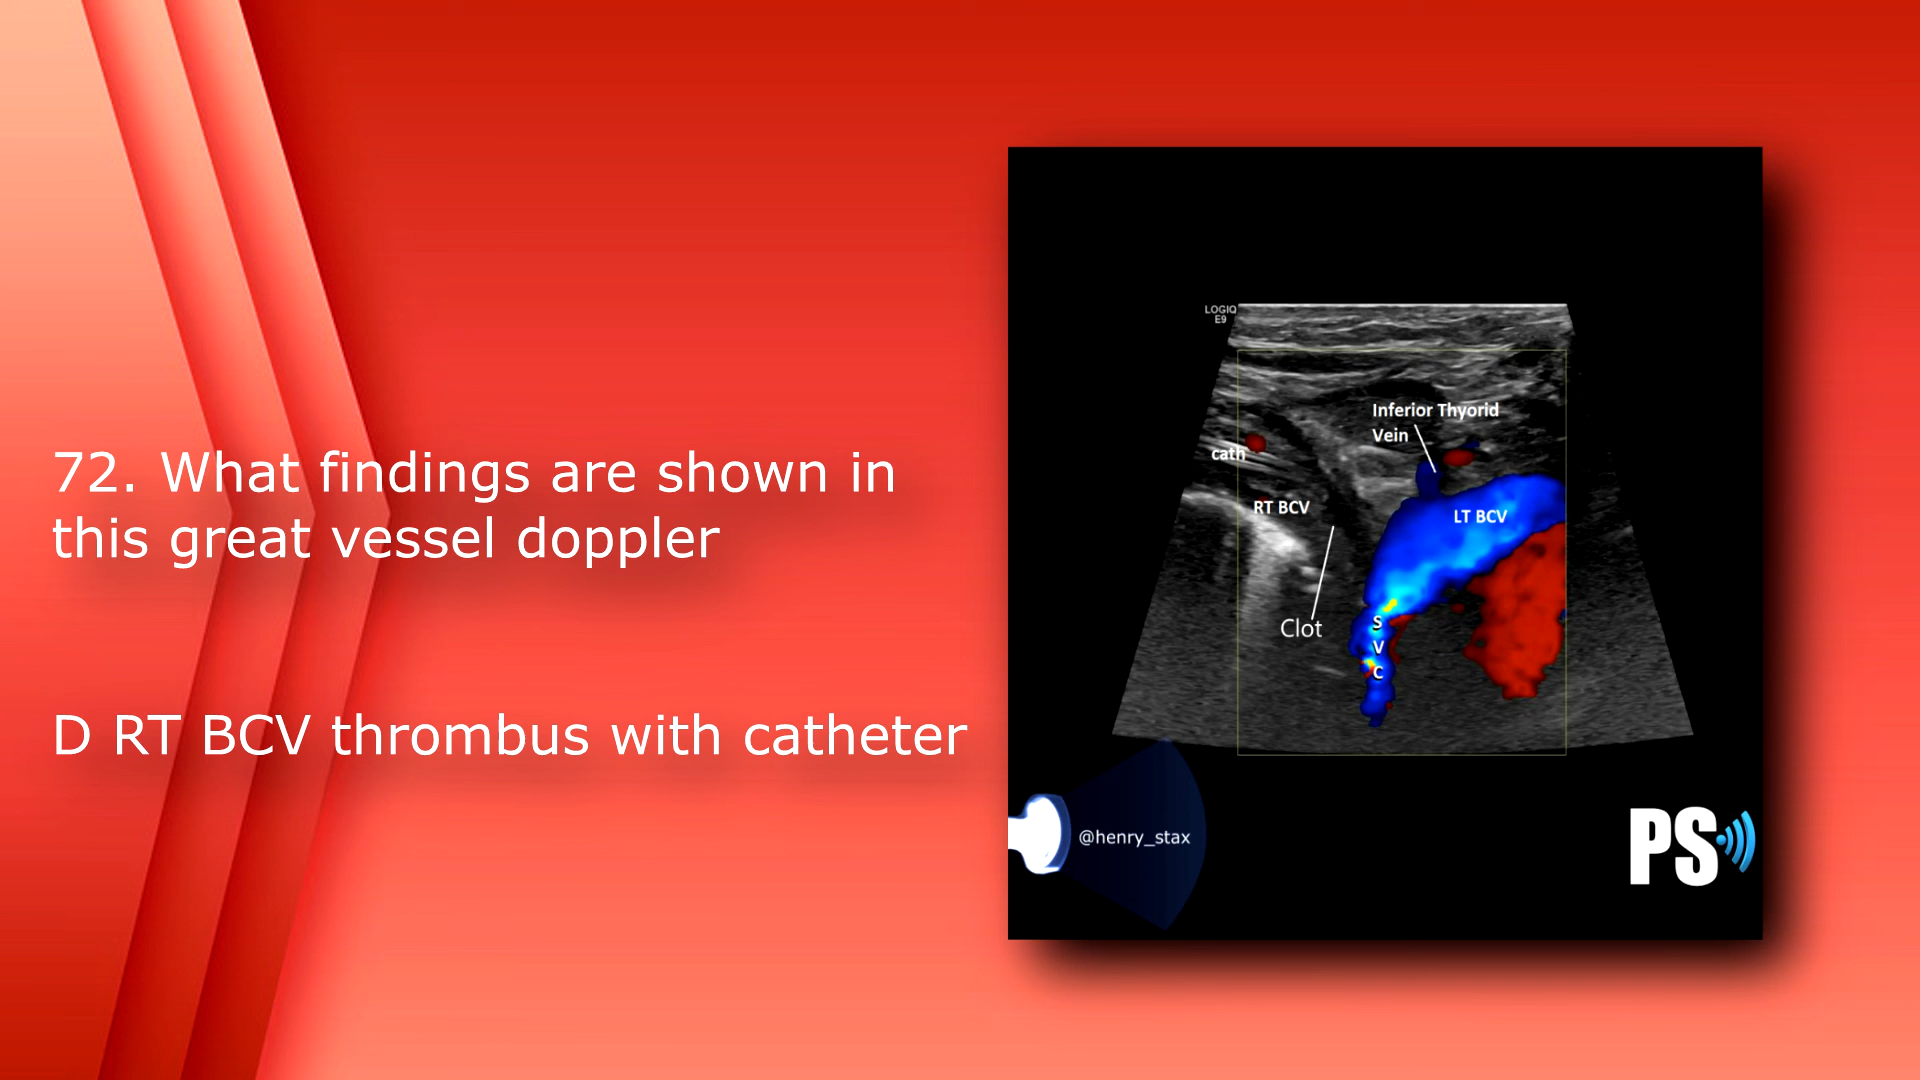 72. What findings are shown in
this great vessel doppler
D RT BCV thrombus with catheter
LOGIQ
E9
Inferior Thyorid
Vein
cath
RT BCV
LT BCV
Clot
S
V
C
@henry_stax
PS